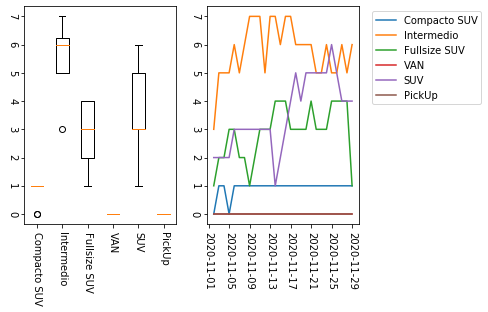 7
6
5
4
3
2
1
0
Compacto SUV
Intermedio
Fullsize SUV
VAN
SUV
PickUp
7
6
5
4
3
2
1
0
2020-11-01
2020-11-05
2020-11-09
2020-11-13
2020-11-17
2020-11-21
2020-11-25
2020-11-29
Compacto SUV
Intermedio
Fullsize SUV
VAN
SUV
PickUp